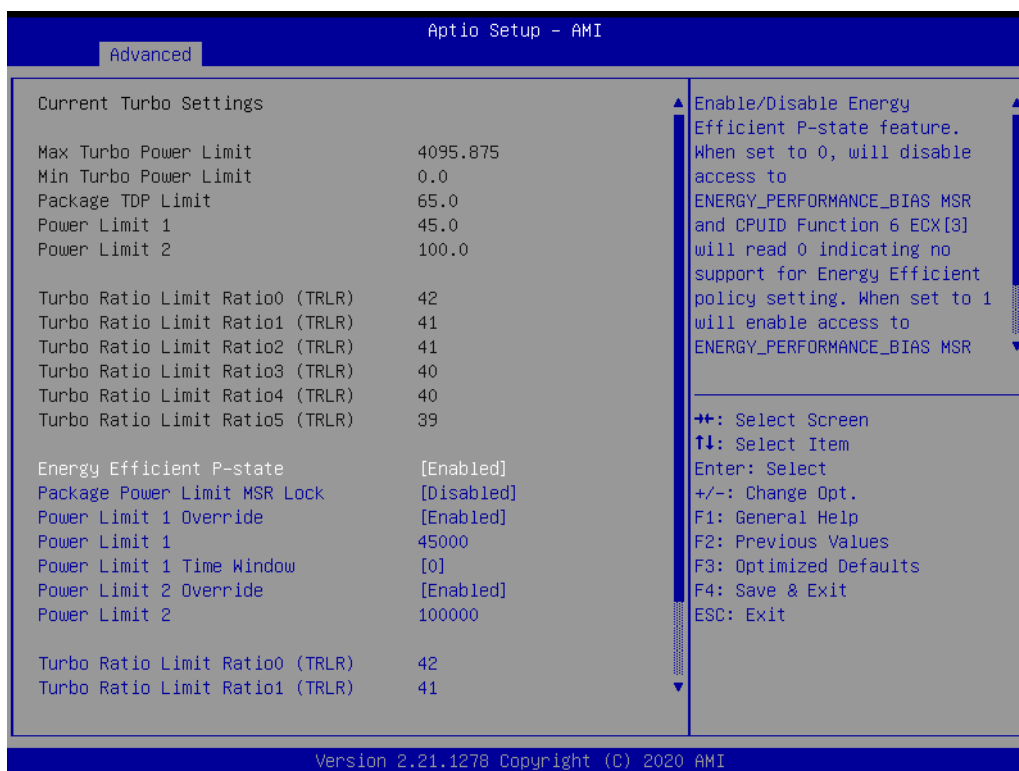 Aptio Setup – AMI
Advanced
Current Turbo Settings
Max Turbo Power Limit 4095.875
Min Turbo Power Limit 0.0
Package TDP Limit 65.0
Power Limit 1 45.0
Power Limit 2 100.0
Turbo Ratio Limit Ratio0 (TRLR) 42
Turbo Ratio Limit Ratio1 (TRLR) 41
Turbo Ratio Limit Ratio2 (TRLR) 41
Turbo Ratio Limit Ratio3 (TRLR) 40
Turbo Ratio Limit Ratio4 (TRLR) 40
Turbo Ratio Limit Ratio5 (TRLR) 39
Energy Efficient P-state [Enabled]
Package Power Limit MSR Lock [Disabled]
Power Limit 1 Override [Enabled]
Power Limit 1 45000
Power Limit 1 Time Window [0]
Power Limit 2 Override [Enabled]
Power Limit 2 100000
Turbo Ratio Limit Ratio0 (TRLR) 42
Turbo Ratio Limit Ratio1 (TRLR) 41
Enable/Disable Energy
Efficient P-state feature.
When set to 0, will disable
access to
ENERGY_PERFORMANCE_BIAS MSR
and CPUID Function 6 ECX[3]
will read 0 indicating no
support for Energy Efficient
policy setting. When set to 1
will enable access to
ENERGY_PERFORMANCE_BIAS MSR
→←: Select Screen
↑↓: Select Item
Enter: Select
+/-: Change Opt.
F1: General Help
F2: Previous Values
F3: Optimized Defaults
F4: Save & Exit
ESC: Exit
Version 2.21.1278 Copyright (C) 2020 AMI